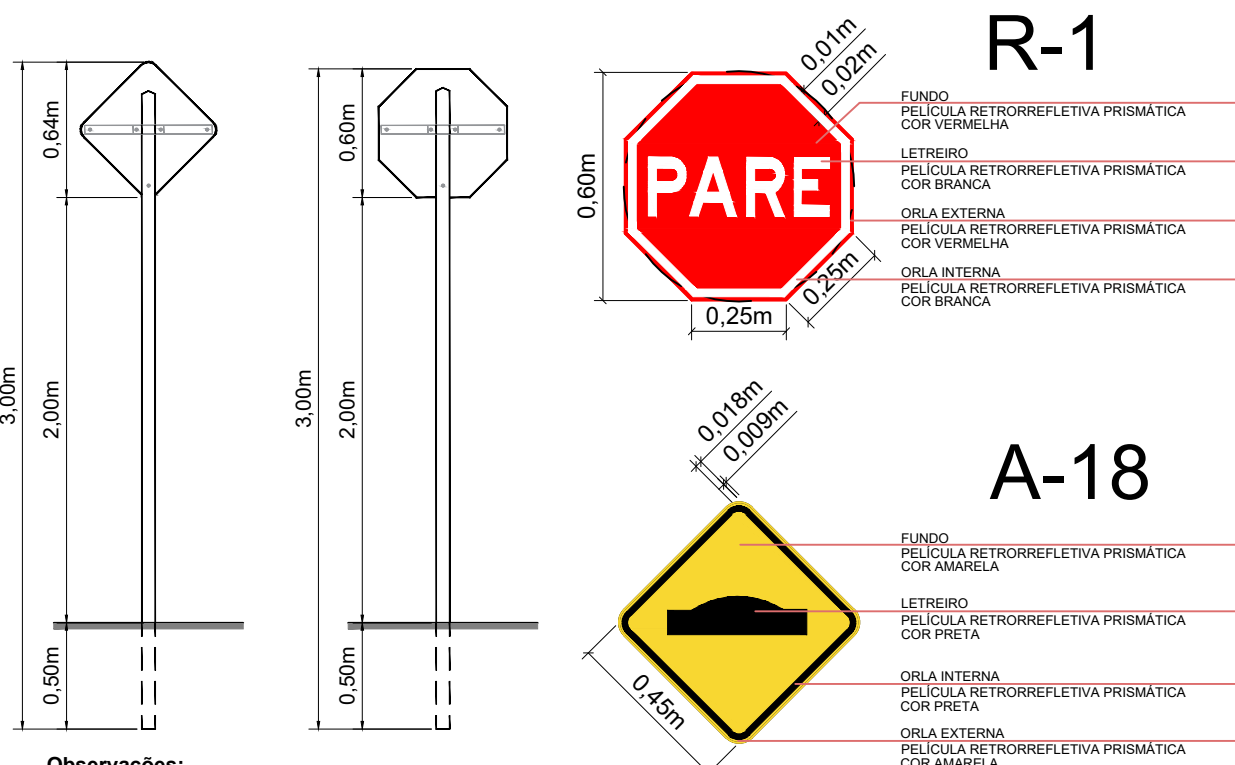 3,00m
0,64m
2,00m
0,50m
3,00m
0,60m
2,00m
0,50m
R-1
0,01m
0,02m
0,60m
PARE
0,25m
0,25m
FUNDO
PELÍCULA RETRORREFLETIVA PRISMÁTICA
COR VERMELHA
LETREIRO
PELÍCULA RETRORREFLETIVA PRISMÁTICA
COR BRANCA
ORLA EXTERNA
PELÍCULA RETRORREFLETIVA PRISMÁTICA
COR VERMELHA
ORLA INTERNA
PELÍCULA RETRORREFLETIVA PRISMÁTICA
COR BRANCA
A-18
0,018m
0,009m
0,45m
FUNDO
PELÍCULA RETRORREFLETIVA PRISMÁTICA
COR AMARELA
LETREIRO
PELÍCULA RETRORREFLETIVA PRISMÁTICA
COR PRETA
ORLA INTERNA
PELÍCULA RETRORREFLETIVA PRISMÁTICA
COR PRETA
ORLA EXTERNA
PELÍCULA RETRORREFLETIVA PRISMÁTICA
COR AMARELA
Observações: